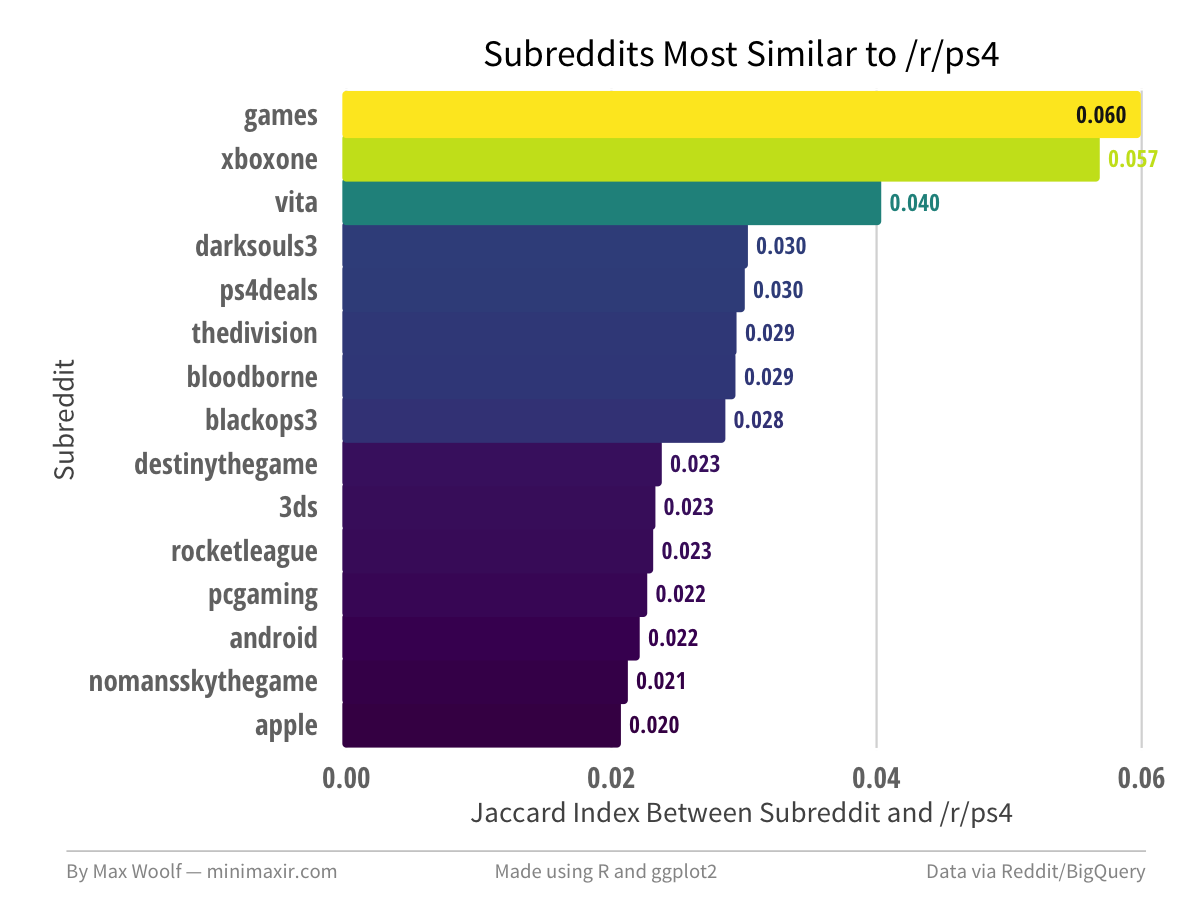 Subreddits Most Similar to /r/ps4
games 0.060
xboxone 0.057
vita 0.040
darksouls3 0.030
ps4deals 0.030
thedivision 0.029
bloodborne 0.029
blackops3 0.028
destinythegame 0.023
3ds 0.023
rocketleague 0.023
pcgaming 0.022
android 0.022
nomansskythegame 0.021
apple 0.020
Subreddit
0.00 0.02 0.04 0.06
Jaccard Index Between Subreddit and /r/ps4
By Max Woolf — minimaxir.com Made using R and ggplot2 Data via Reddit/BigQuery